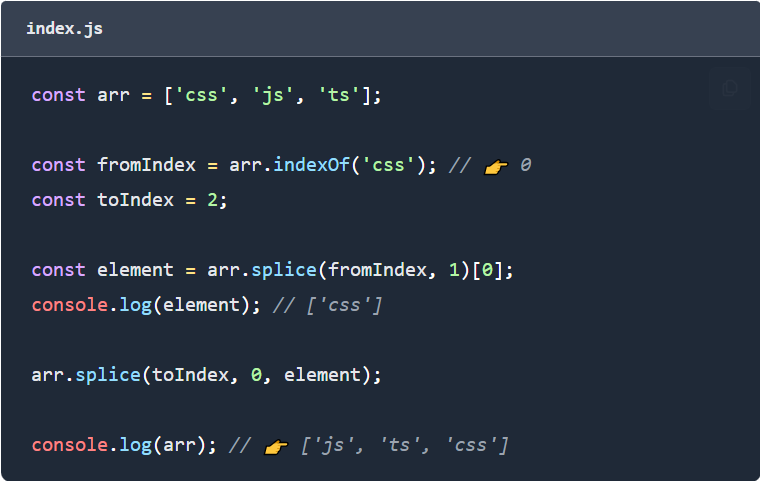 index.js
const arr = ['css', 'js', 'ts'];
const fromIndex = arr.indexOf('css'); // 👉 0
const toIndex = 2;
const element = arr.splice(fromIndex, 1)[0];
console.log(element); // ['css']
arr.splice(toIndex, 0, element);
console.log(arr); // 👉 ['js', 'ts', 'css']